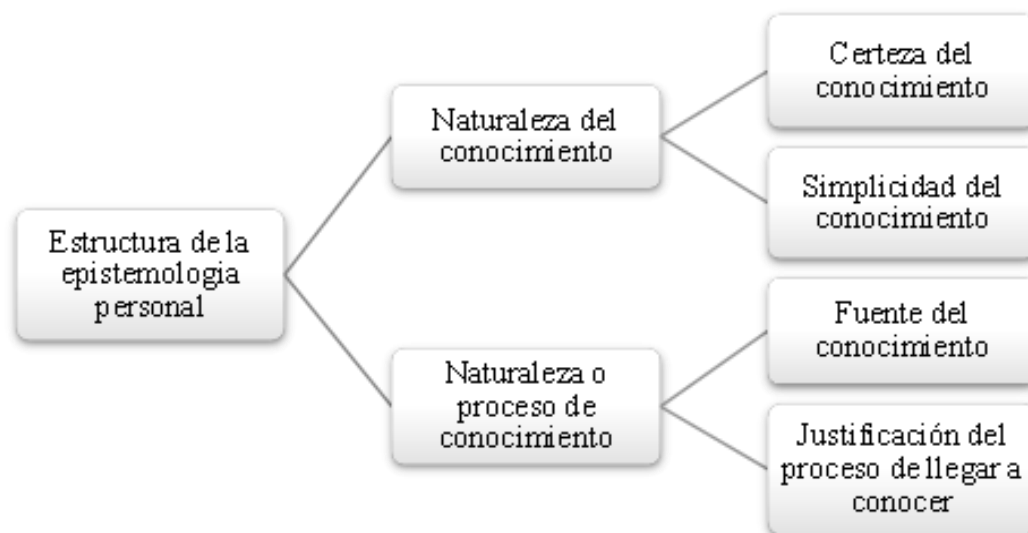 Estructura de la
epistemologia
personal
Naturaleza del
conocimiento
Certeza del
conocimiento
Simplicidad del
conocimiento
Naturaleza o
proceso de
conocimiento
Fuente del
conocimiento
Justificación del
proceso de llegar a
conocer